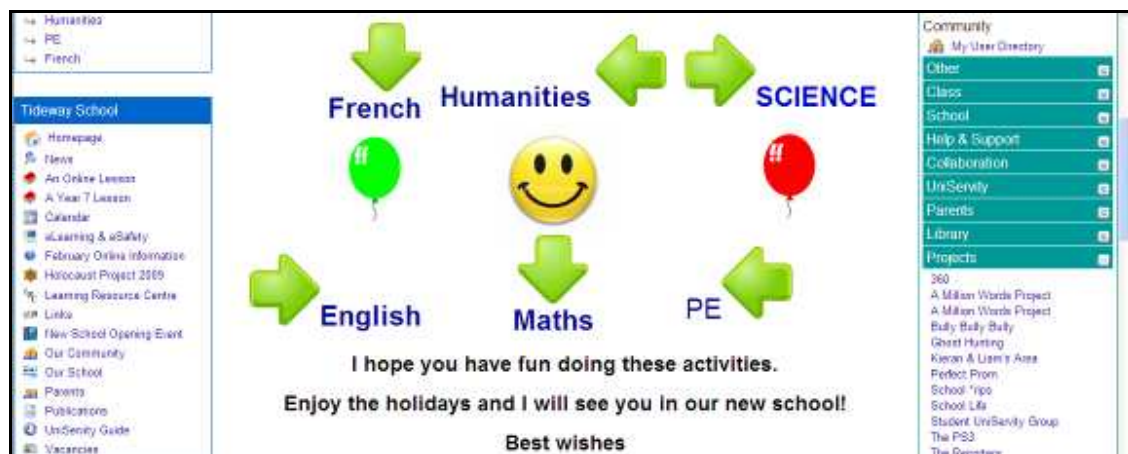 Humanities
PE
French
Tideway School
Homepage
News
An Online Lesson
A Year 7 Lesson
Calendar
eLearning & eSafety
February Online Information
Holocaust Project 2009
Learning Resource Centre
Links
New School Opening Event
Our Community
Our School
Parents
Publications
UniServity Guide
Vacancies
French
Humanities
SCIENCE
English
Maths
PE
I hope you have fun doing these activities.
Enjoy the holidays and I will see you in our new school!
Best wishes
Community
My User Directory
Other
Class
School
Help & Support
Collaboration
UniServity
Parents
Library
Projects
360
A Million Words Project
A Million Words Project
Bully Bully Bully
Ghost Hunting
Kieran & Liam's Area
Perfect Prom
School
School Life
Student UniServity Group
The PS3
The Reporters